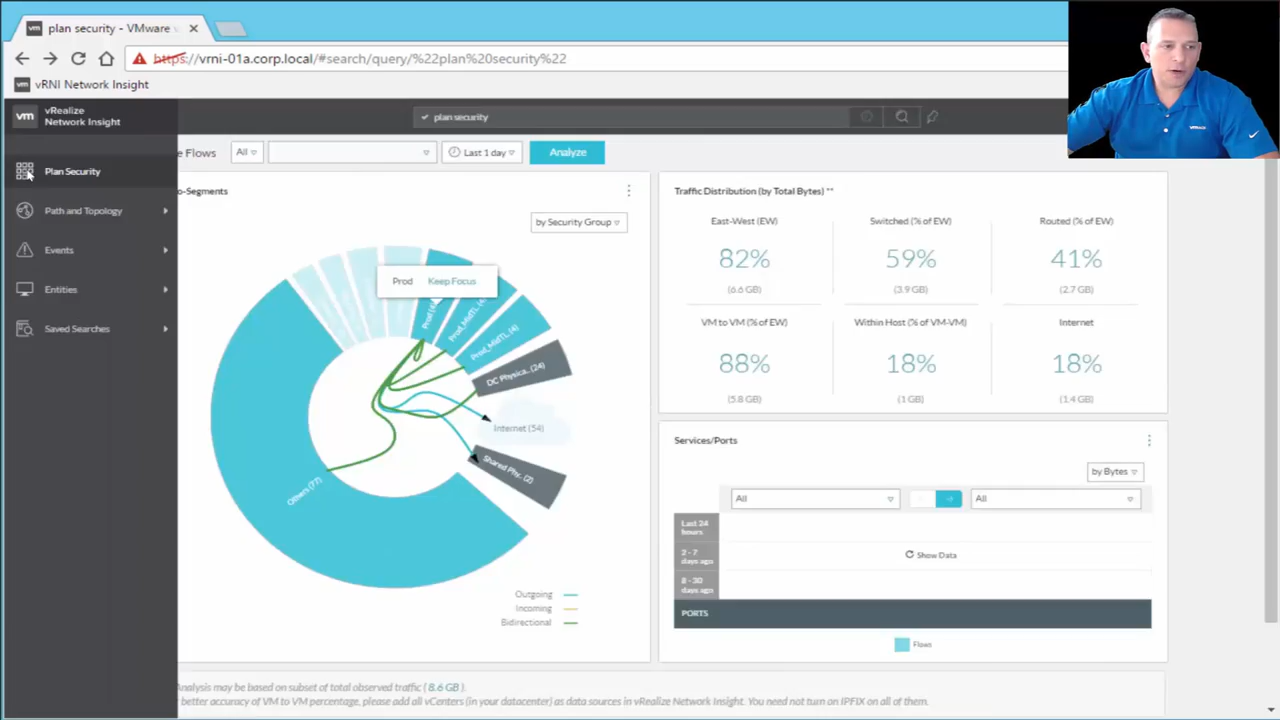 plan security - VMware
https://vrni-01a.corp.local/#search/query/%22plan%20security%22
vm vRNI Network Insight
vm vRealize
Network Insight
plan security
Plan Security
Path and Topology
Events
Entities
Saved Searches
e Flows All Last 1 day Analyze
o-Segments
by Security Group
Prod Keep Focus
Prod_MidTi.. (4)
DC Physica.. (24)
Internet (54)
Shared Phy.. (2)
Others (77)
Outgoing
Incoming
Bidirectional
Traffic Distribution (by Total Bytes) **
East-West (EW) Switched (% of EW) Routed (% of EW)
82% 59% 41%
(6.6 GB) (3.9 GB) (2.7 GB)
VM to VM (% of EW) Within Host (% of VM-VM) Internet
88% 18% 18%
(5.8 GB) (1 GB) (1.4 GB)
Services/Ports
by Bytes
All All
Last 24
hours
2 - 7
days ago
Show Data
8 - 30
days ago
PORTS
Flows
Analysis may be based on subset of total observed traffic ( 8.6 GB ).
better accuracy of VM to VM percentage, please add all vCenters (in your datacenter) as data sources in vRealize Network Insight. You need not turn on IPFIX on all of them.